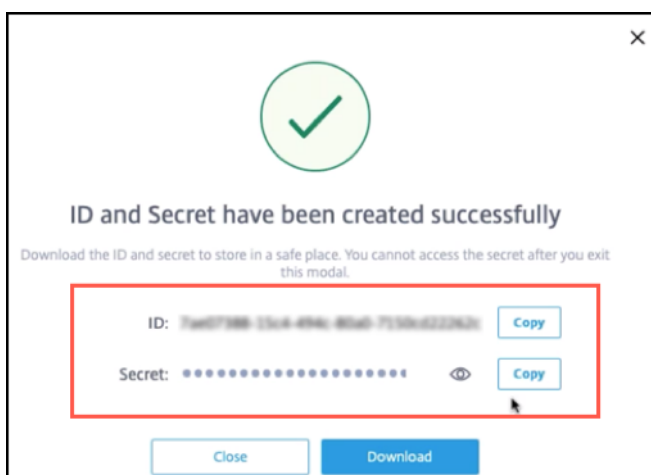 ID and Secret have been created successfully
Download the ID and secret to store in a safe place. You cannot access the secret after you exit
this modal.
ID: Copy
Secret: Copy
Close Download